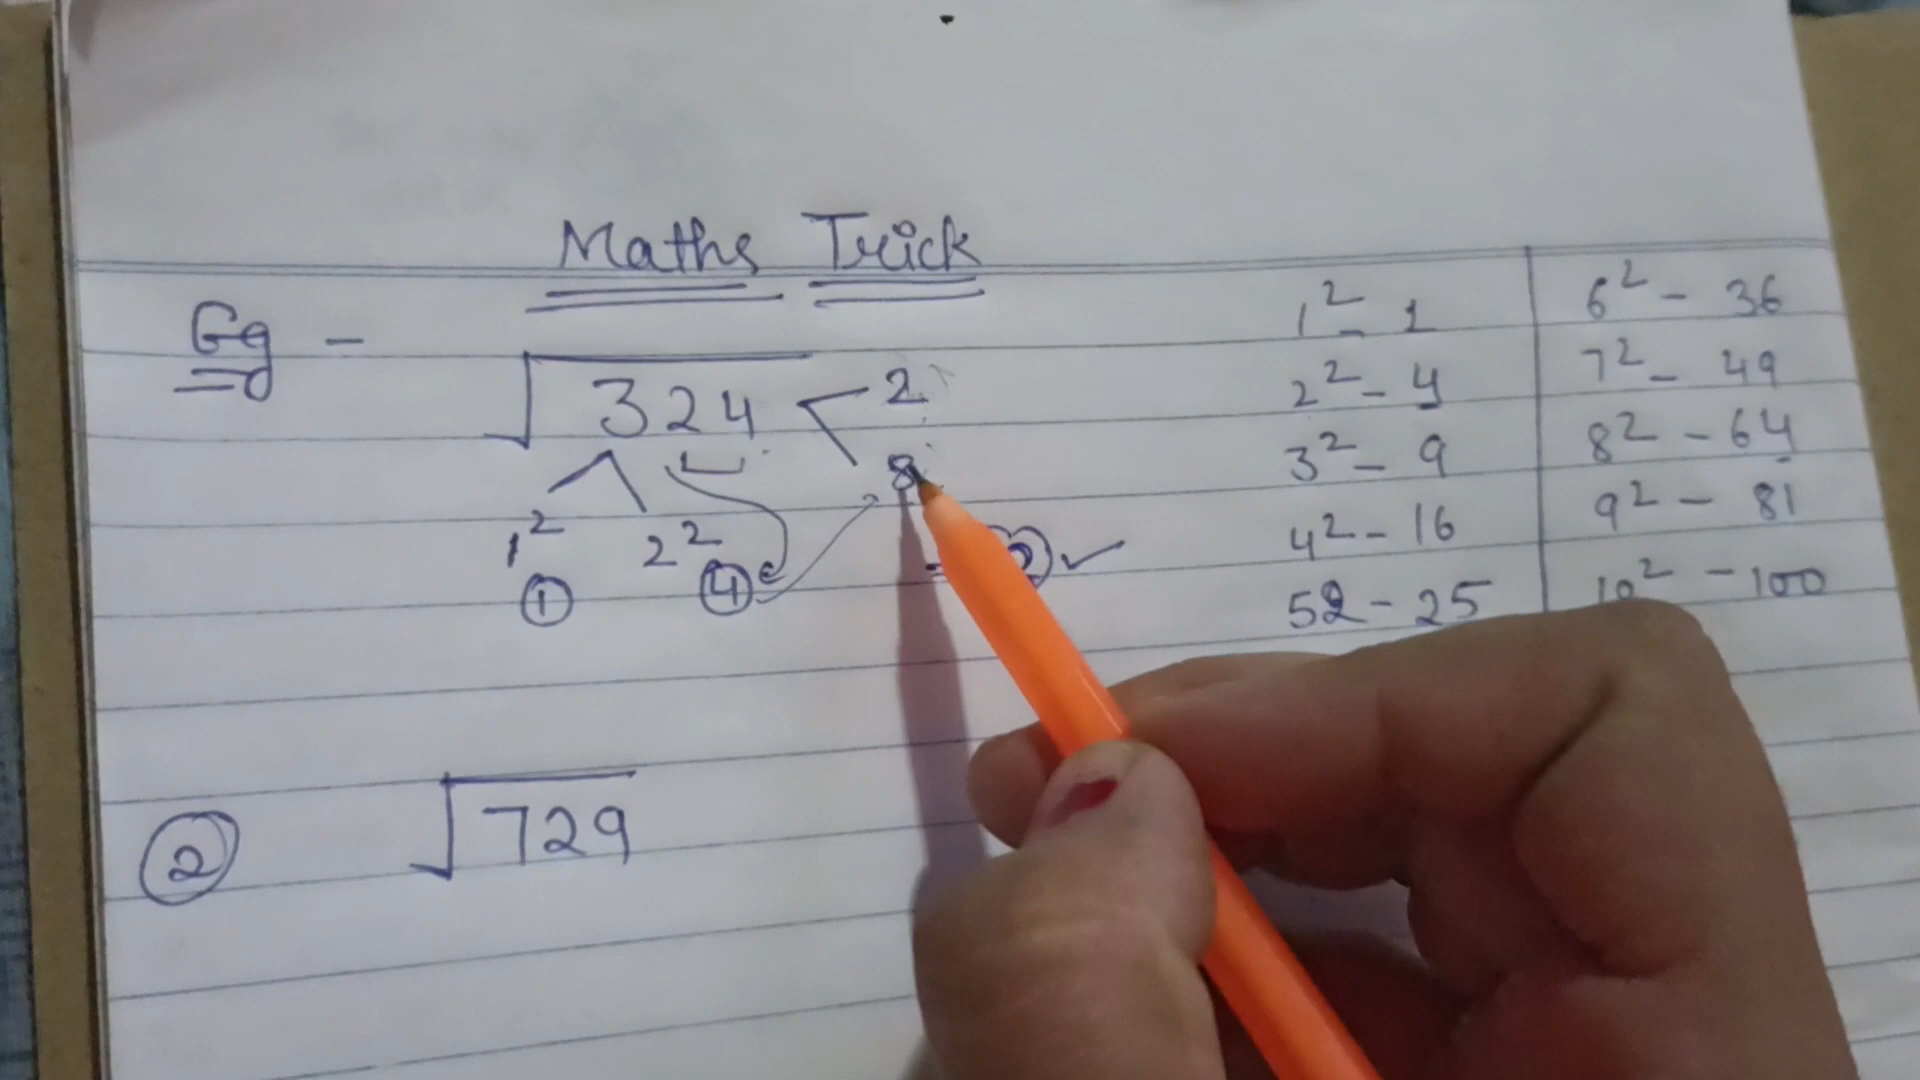 Maths Trick
Eg -
√324 < 2 8
1² 2²
① ④
② √729
1² - 1
2² - 4
3² - 9
4² - 16
52 - 25
6² - 36
7² - 49
8² - 64
9² - 81
10² - 100